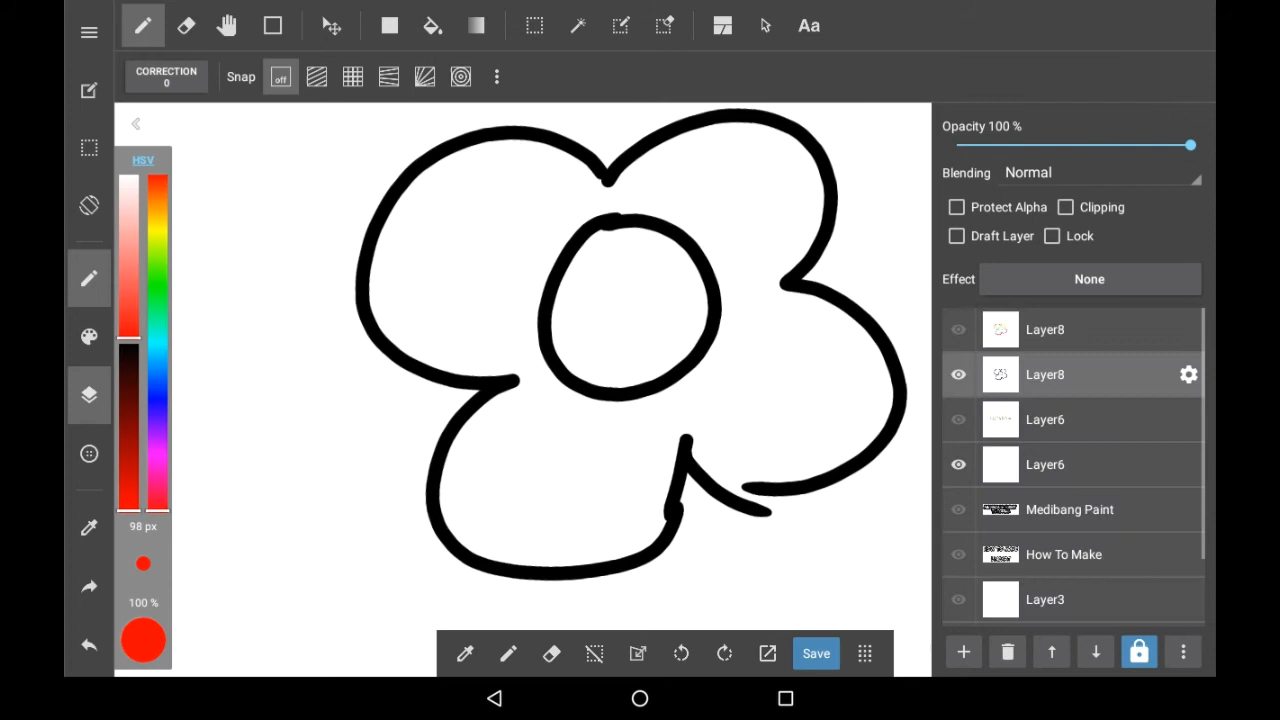 Aa
CORRECTION
0
Snap
off
HSV
98 px
100 %
Opacity 100 %
Blending Normal
Protect Alpha Clipping
Draft Layer Lock
Effect None
Layer8
Layer8
Layer6
Layer6
Medibang Paint
How To Make
Layer3
Save